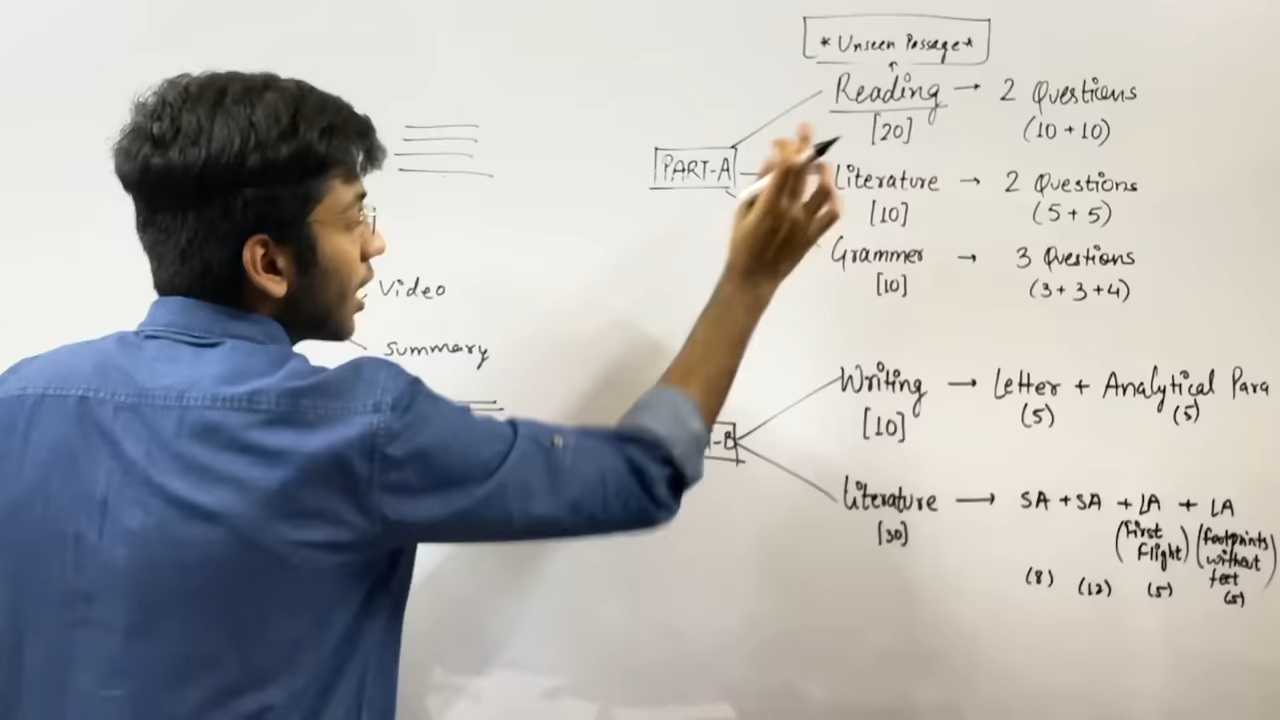 * Unseen Passage *
Reading → 2 Questions
[20] (10 + 10)
PART-A
Literature → 2 Questions
[10] (5 + 5)
Grammer → 3 Questions
[10] (3 + 3 + 4)
Video
Summary
Writing → Letter + Analytical Para
[10] (5) (5)
-B
Literature → SA + SA + LA + LA
[30] (First Flight) (footprints without feet)
(8) (12) (5) (5)